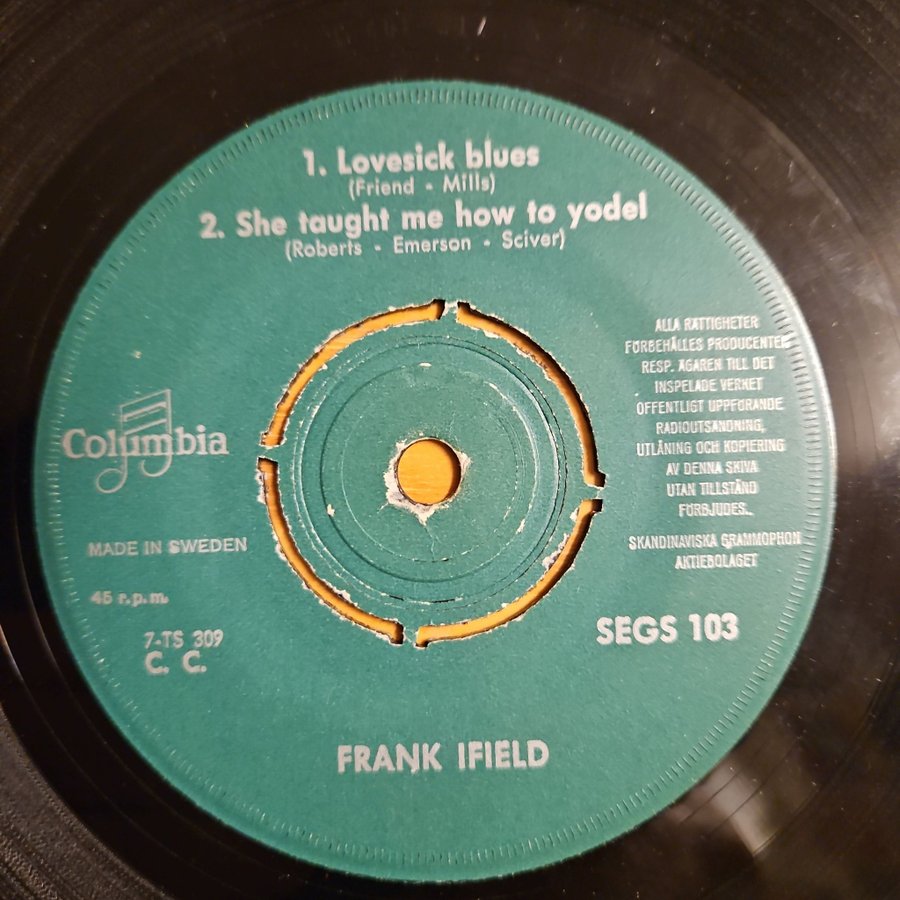 1. Lovesick blues
(Friend - Mills)
2. She taught me how to yodel
(Roberts - Emerson - Sciver)
Columbia
MADE IN SWEDEN
45 r.p.m.
7-TS 309
C. C.
ALLA RÄTTIGHETER
FÖRBEHÅLLES PRODUCENTEN
RESP. ÄGAREN TILL DET
INSPELADE VERKET
OFFENTLIGT UPPFÖRANDE
RADIOUTSÄNDNING,
UTLÅNING OCH KOPIERING
AV DENNA SKIVA
UTAN TILLSTÅND
FÖRBJUDES.
SKANDINAVISKA GRAMMOPHON
AKTIEBOLAGET
SEGS 103
FRANK IFIELD